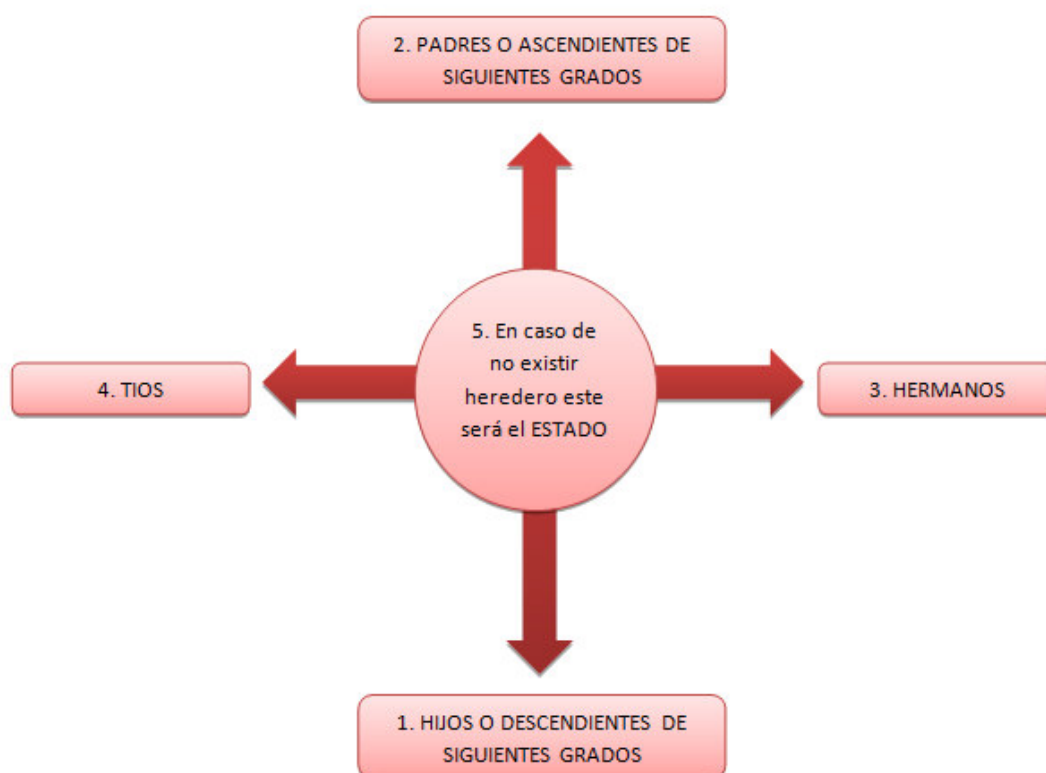 2. PADRES O ASCENDIENTES DE
SIGUIENTES GRADOS
5. En caso de
no existir
heredero este
será el ESTADO
4. TIOS
3. HERMANOS
1. HIJOS O DESCENDIENTES DE
SIGUIENTES GRADOS